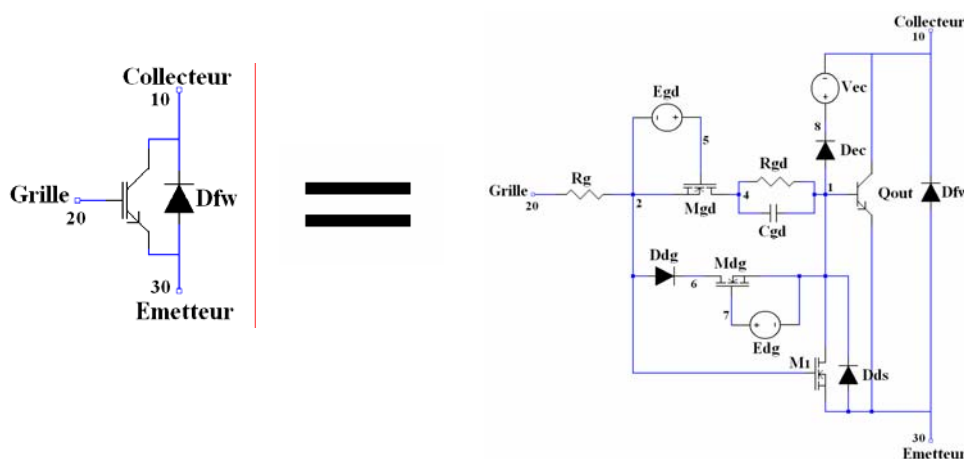 Collecteur
10
Grille
20
Dfw
30
Emetteur
Collecteur
10
Vec
8
Egd
5
Dec
Rgd
Grille
20
Rg
2
Mgd
4
Cgd
1
Qout
Dfw
Ddg
6
Mdg
7
Edg
M1
Dds
30
Emetteur